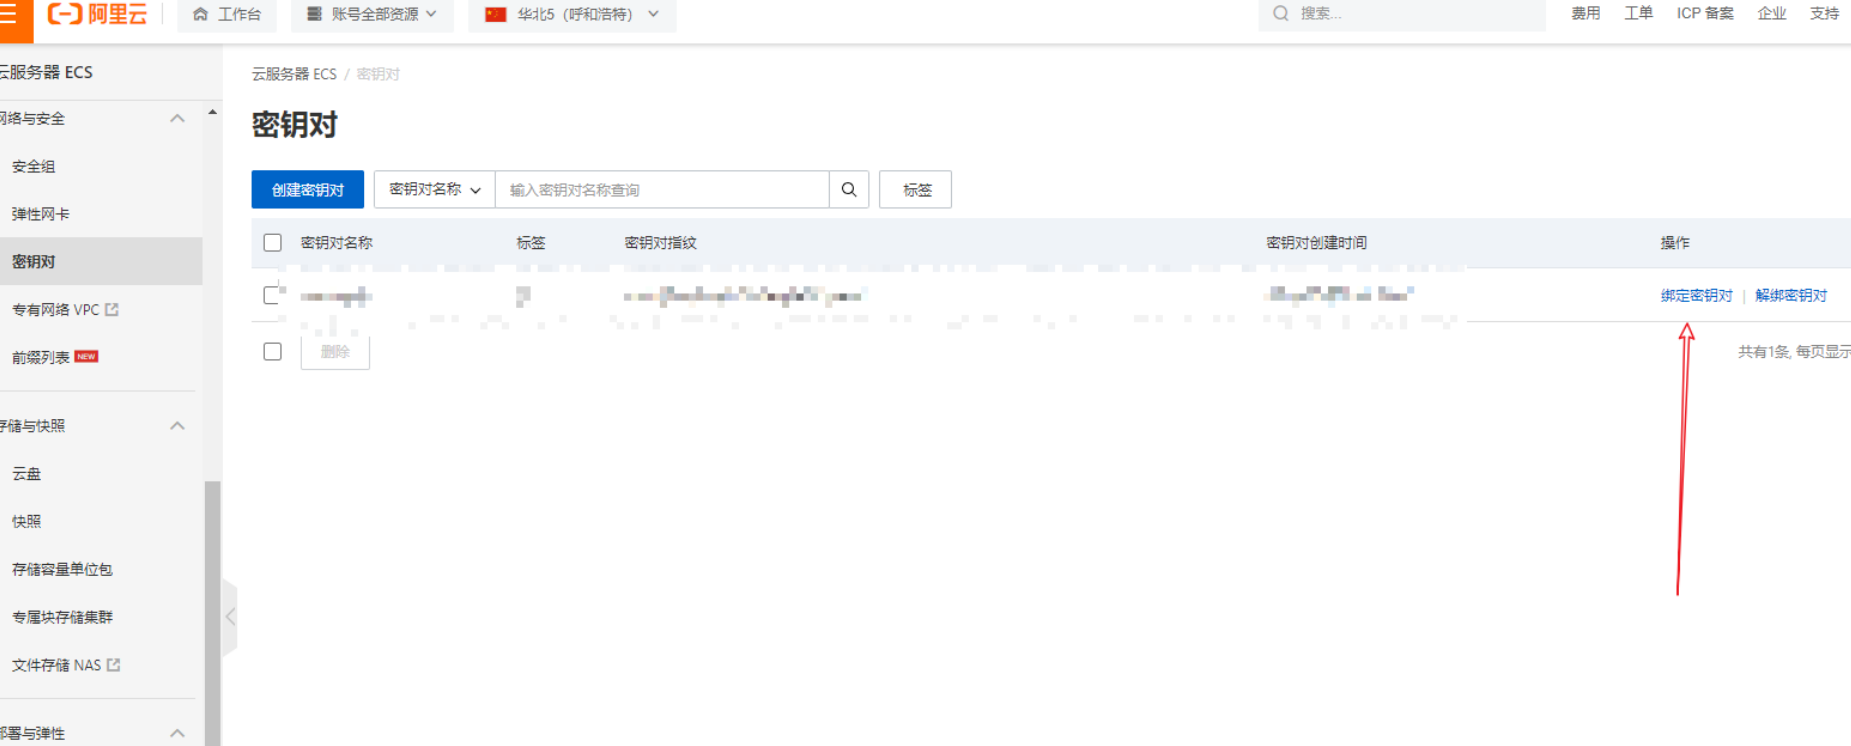 阿里云
工作台
账号全部资源
华北5（呼和浩特）
搜索...
费用
工单
ICP 备案
企业
支持
云服务器 ECS
网络与安全
安全组
弹性网卡
密钥对
专有网络 VPC
前缀列表 NEW
存储与快照
云盘
快照
存储容量单位包
专属块存储集群
文件存储 NAS
部署与弹性
云服务器 ECS / 密钥对
密钥对
创建密钥对
密钥对名称
输入密钥对名称查询
标签
密钥对名称
标签
密钥对指纹
密钥对创建时间
操作
绑定密钥对 | 解绑密钥对
删除
共有1条, 每页显示